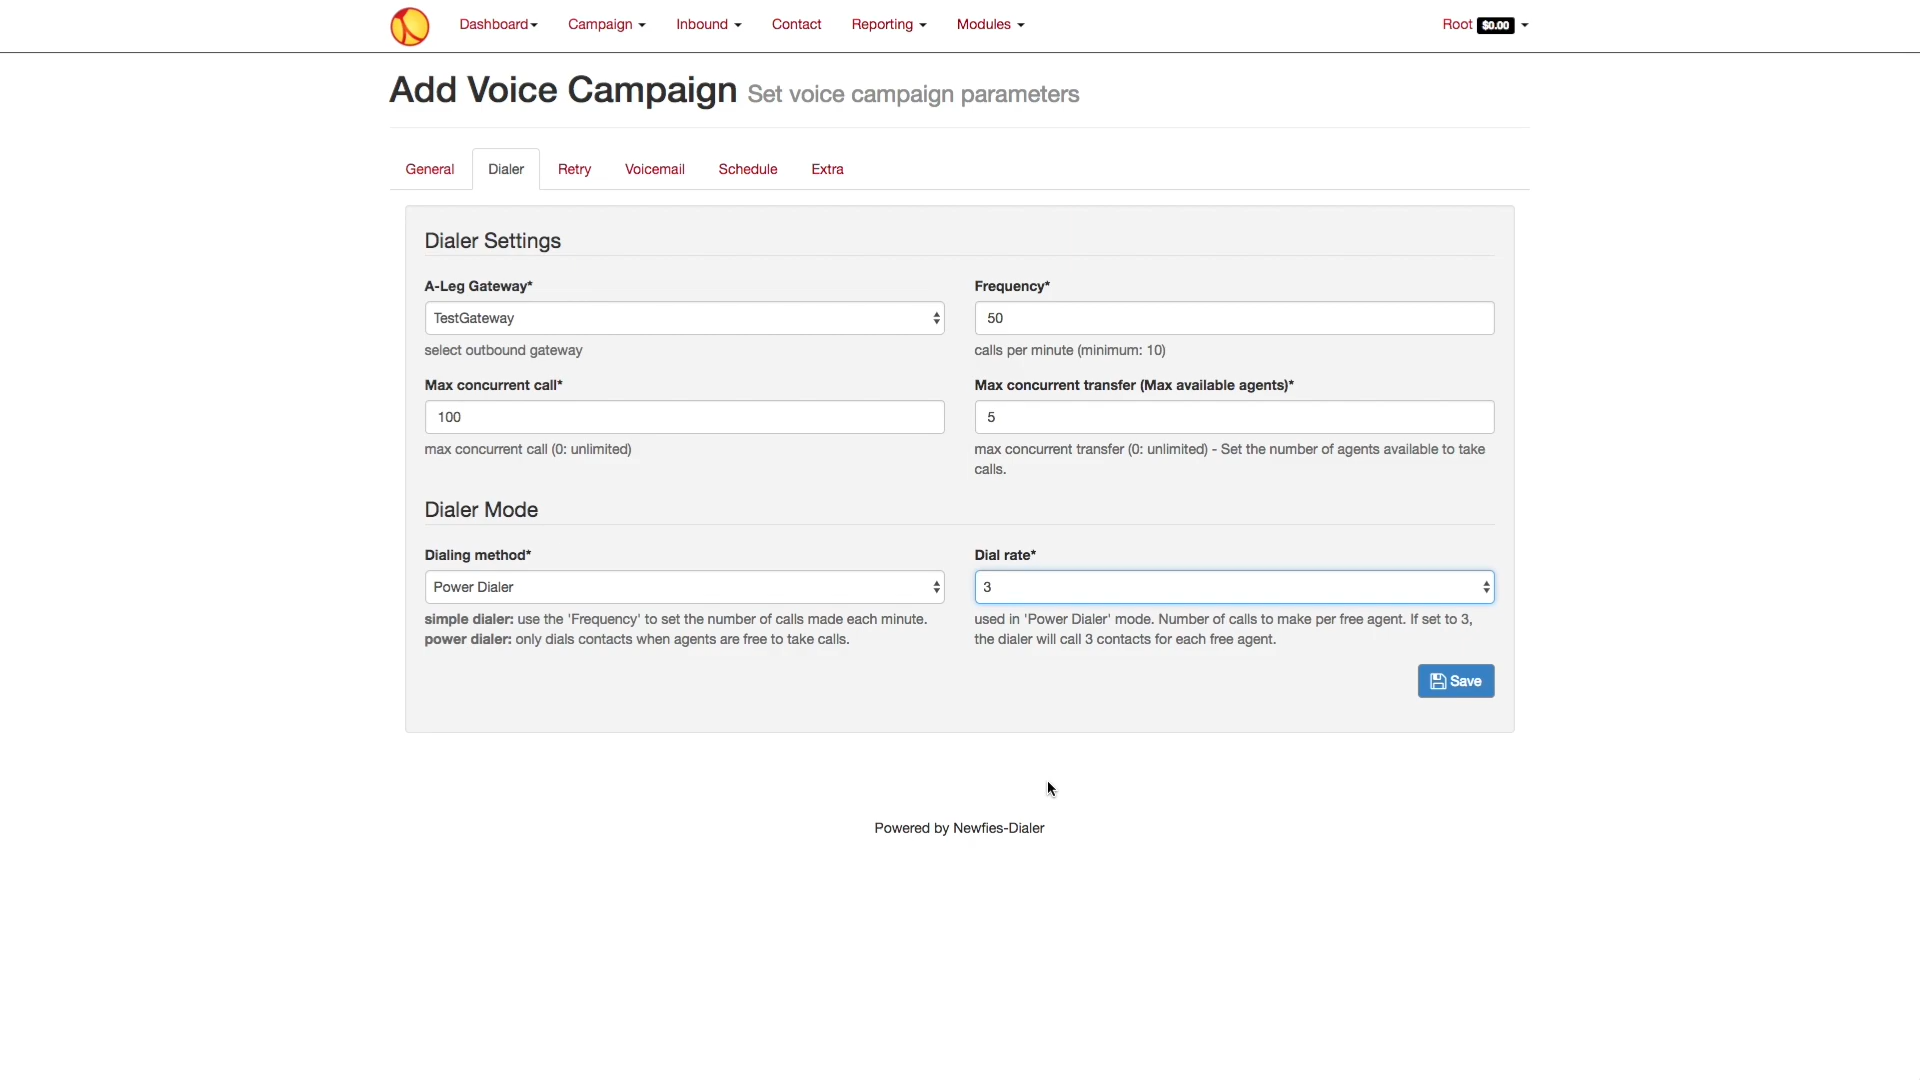 Dashboard Campaign Inbound Contact Reporting Modules Root $0.00
Add Voice Campaign Set voice campaign parameters
General Dialer Retry Voicemail Schedule Extra
Dialer Settings
A-Leg Gateway* Frequency*
TestGateway 50
select outbound gateway calls per minute (minimum: 10)
Max concurrent call* Max concurrent transfer (Max available agents)*
100 5
max concurrent call (0: unlimited) max concurrent transfer (0: unlimited) - Set the number of agents available to take
calls.
Dialer Mode
Dialing method* Dial rate*
Power Dialer 3
simple dialer: use the 'Frequency' to set the number of calls made each minute. used in 'Power Dialer' mode. Number of calls to make per free agent. If set to 3,
power dialer: only dials contacts when agents are free to take calls. the dialer will call 3 contacts for each free agent.
Save
Powered by Newfies-Dialer